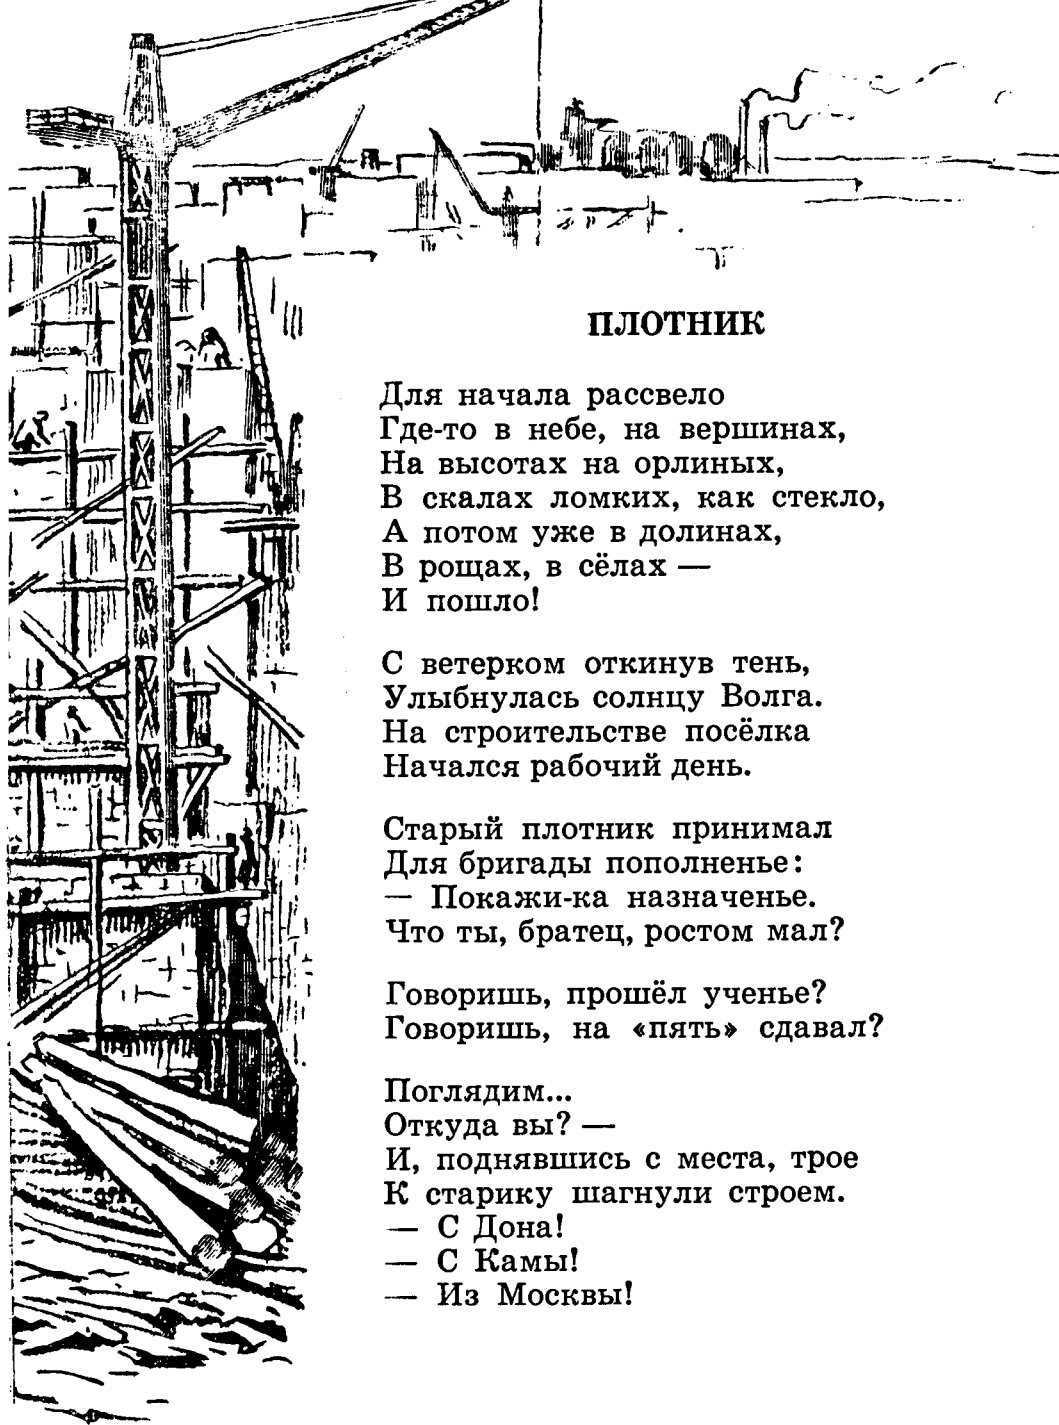 ПЛОТНИК
Для начала рассвело
Где-то в небе, на вершинах,
На высотах на орлиных,
В скалах ломких, как стекло,
А потом уже в долинах,
В рощах, в сёлах —
И пошло!
С ветерком откинув тень,
Улыбнулась солнцу Волга.
На строительстве посёлка
Начался рабочий день.
Старый плотник принимал
Для бригады пополненье:
— Покажи-ка назначенье.
Что ты, братец, ростом мал?
Говоришь, прошёл ученье?
Говоришь, на «пять» сдавал?
Поглядим...
Откуда вы? —
И, поднявшись с места, трое
К старику шагнули строем.
— С Дона!
— С Камы!
— Из Москвы!